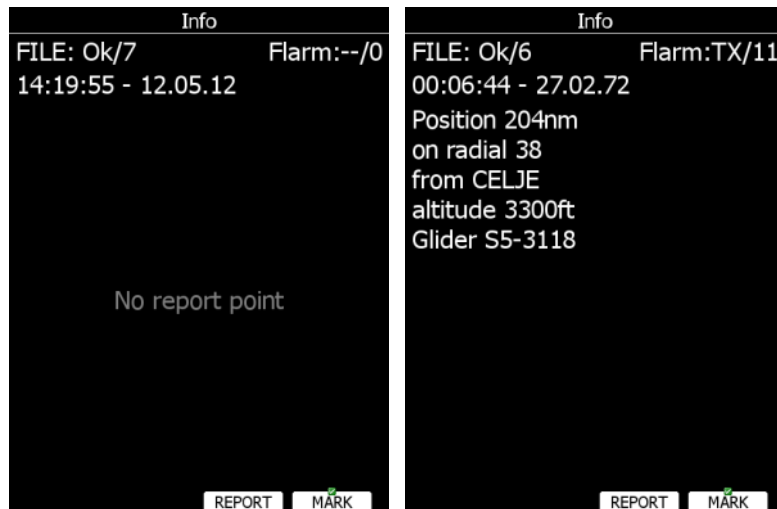 Info
FILE: Ok/7 Flarm:--/0
14:19:55 - 12.05.12
No report point
REPORT MARK
Info
FILE: Ok/6 Flarm:TX/11
00:06:44 - 27.02.72
Position 204nm
on radial 38
from CELJE
altitude 3300ft
Glider S5-3118
REPORT MARK